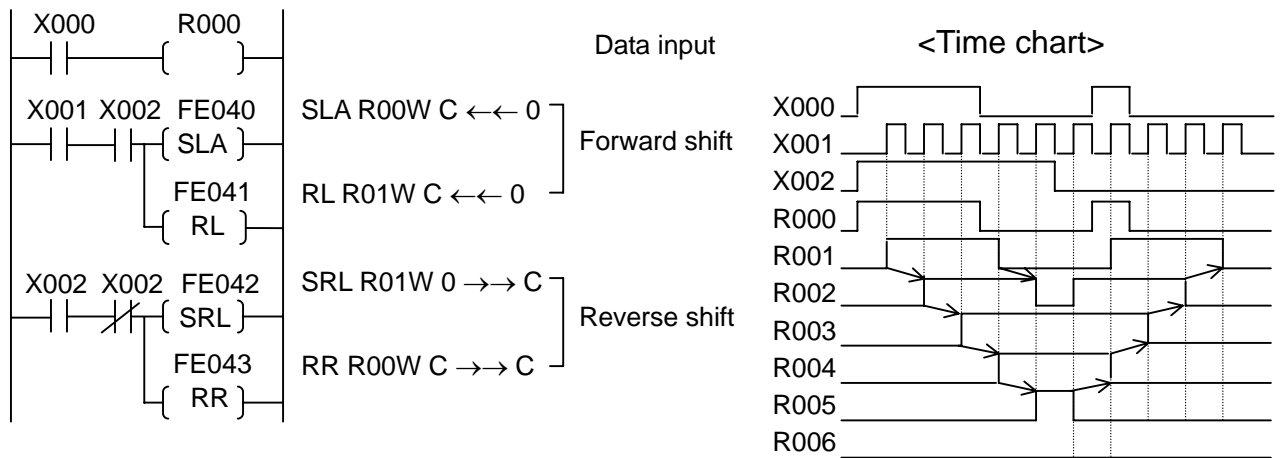 X000 R000
Data input
<Time chart>
X001 X002 FE040
SLA
SLA R00W C ←← 0
Forward shift
FE041
RL
RL R01W C ←← 0
X002 X002 FE042
SRL
SRL R01W 0 →→ C
Reverse shift
FE043
RR
RR R00W C →→ C
X000
X001
X002
R000
R001
R002
R003
R004
R005
R006